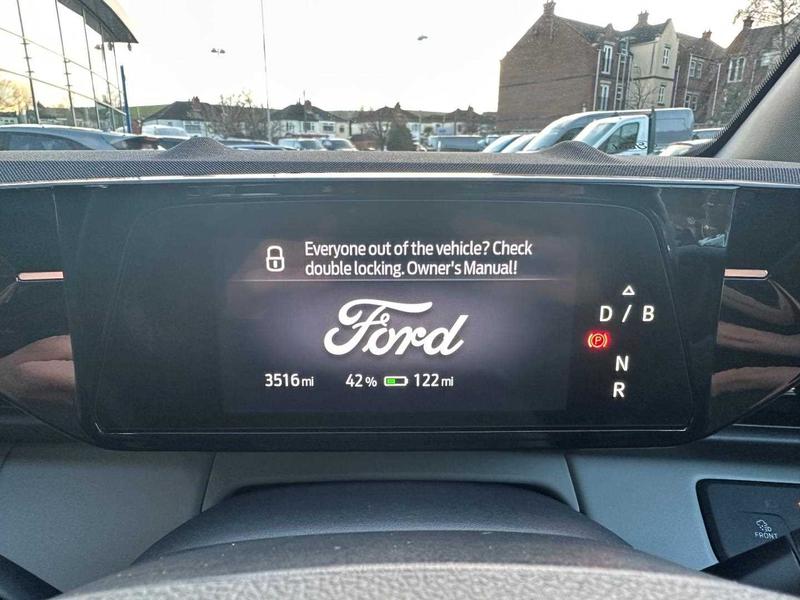 Everyone out of the vehicle? Check
double locking. Owner's Manual!
Ford
D / B
P
N
R
3516 mi 42 % 122 mi
FRONT